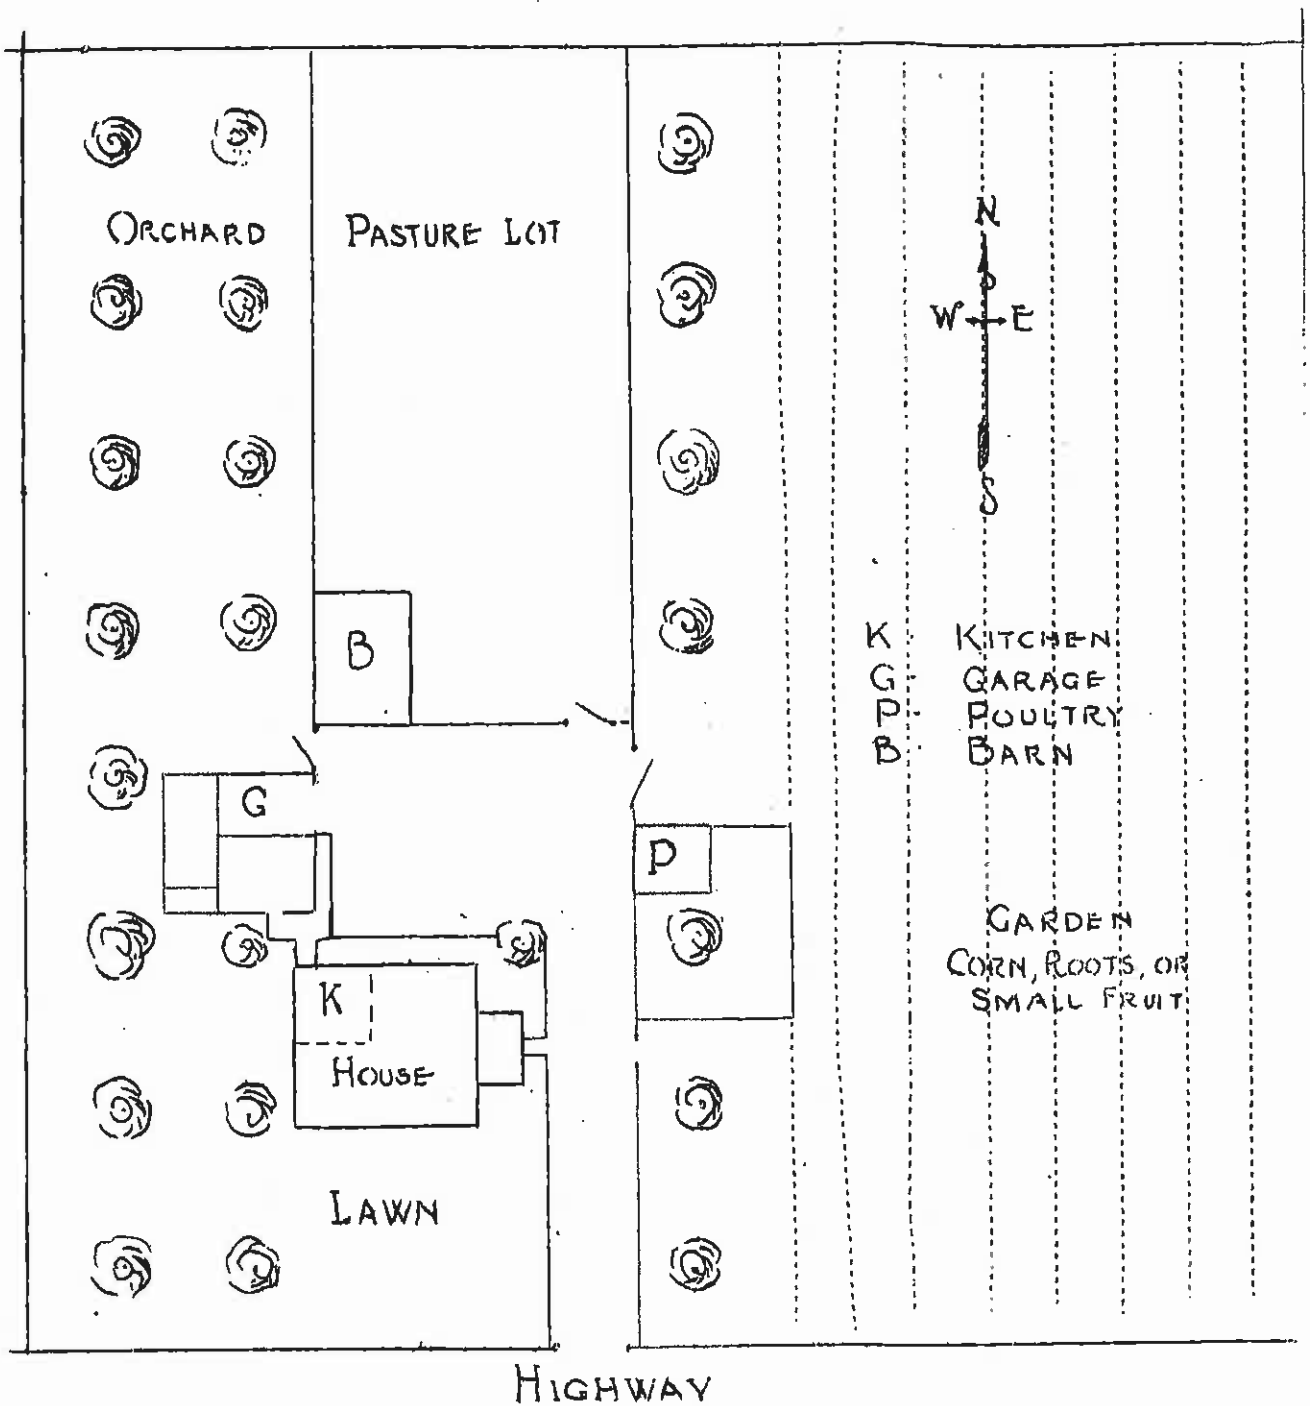 ORCHARD
PASTURE LOT
N
W E
S
K - KITCHEN
G - GARAGE
P - POULTRY
B - BARN
B
G
P
GARDEN
CORN, ROOTS, OR
SMALL FRUIT
K
HOUSE
LAWN
HIGHWAY